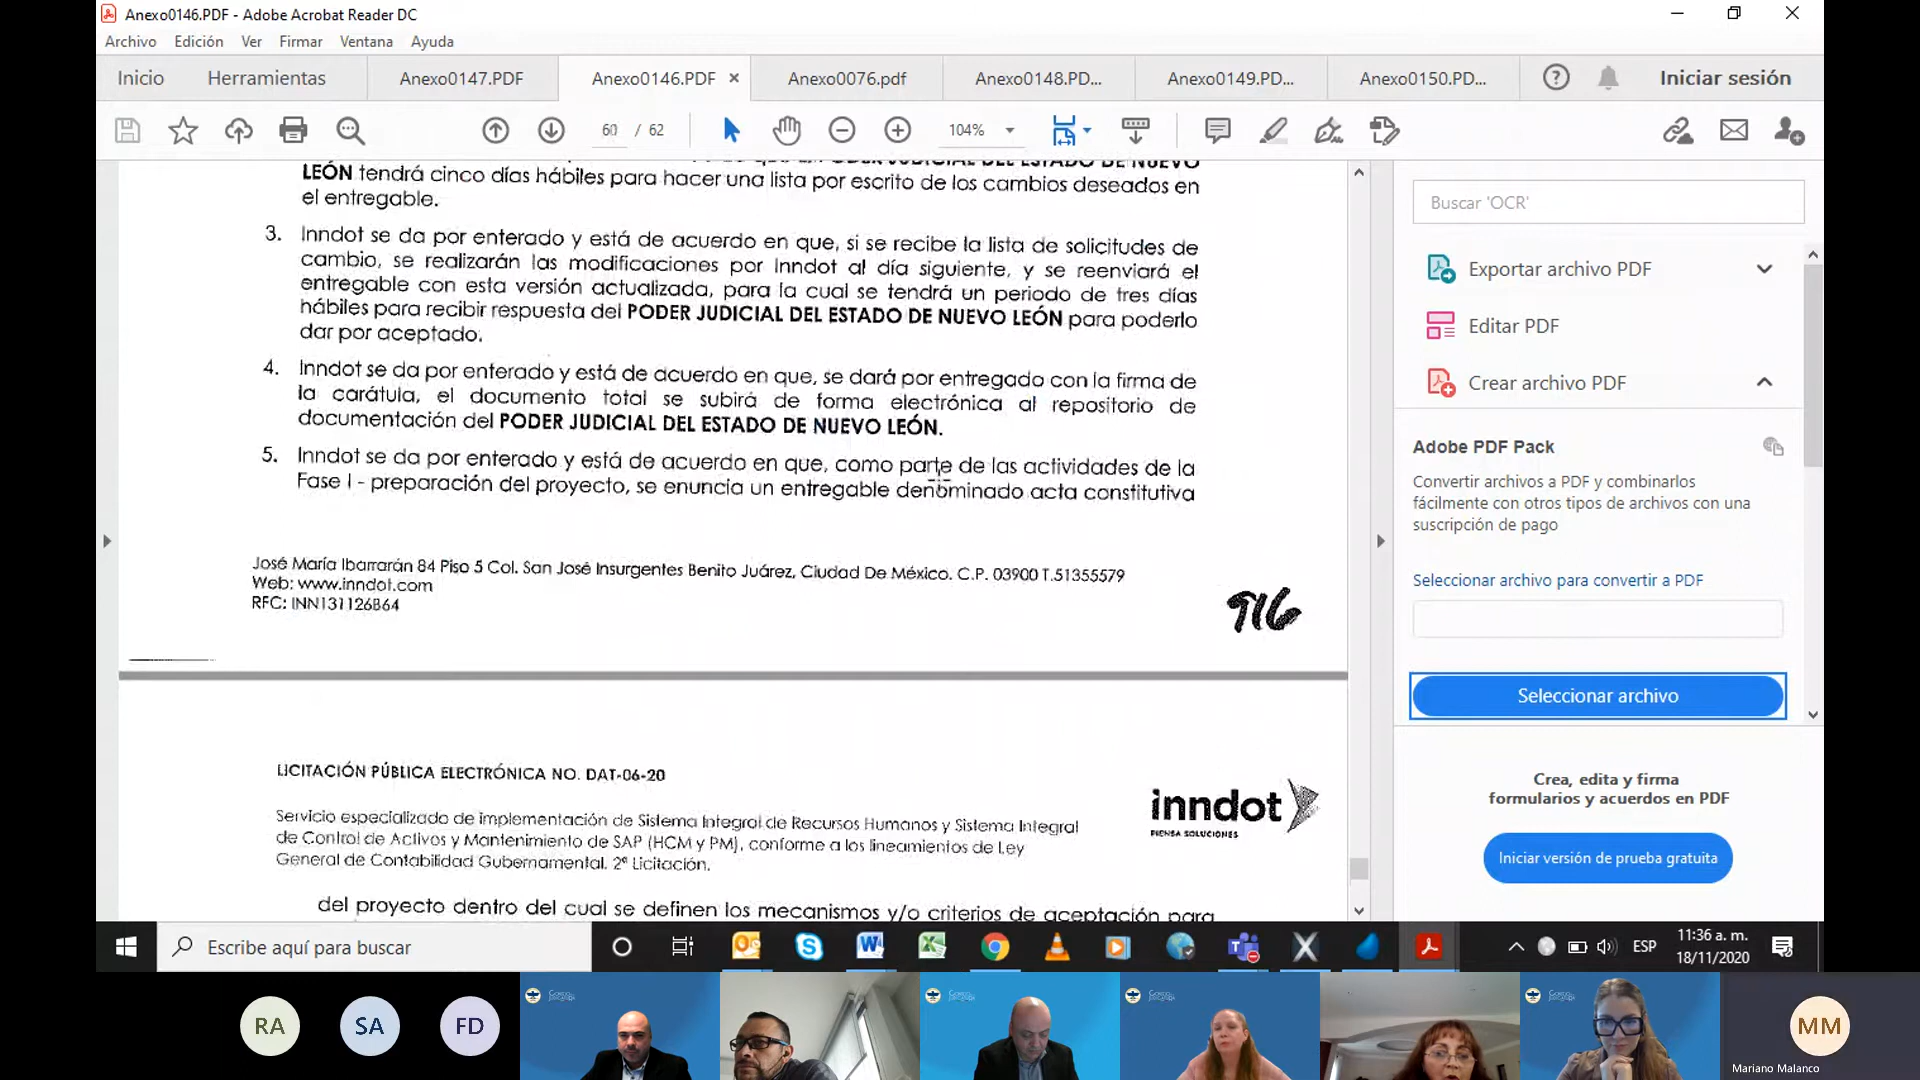 Anexo0146.PDF - Adobe Acrobat Reader DC
Archivo Edición Ver Firmar Ventana Ayuda
Inicio Herramientas Anexo0147.PDF Anexo0146.PDF Anexo0076.pdf Anexo0148.PD... Anexo0149.PD... Anexo0150.PD... Iniciar sesión
60 / 62 104%
PODER JUDICIAL DEL ESTADO DE NUEVO
LEÓN tendrá cinco días hábiles para hacer una lista por escrito de los cambios deseados en
el entregable.
3. Inndot se da por enterado y está de acuerdo en que, si se recibe la lista de solicitudes de
cambio, se realizarán las modificaciones por Inndot al día siguiente, y se reenviará el
entregable con esta versión actualizada, para la cual se tendrá un periodo de tres días
hábiles para recibir respuesta del PODER JUDICIAL DEL ESTADO DE NUEVO LEÓN para poderlo
dar por aceptado.
4. Inndot se da por enterado y está de acuerdo en que, se dará por entregado con la firma de
la carátula, el documento total se subirá de forma electrónica al repositorio de
documentación del PODER JUDICIAL DEL ESTADO DE NUEVO LEÓN.
5. Inndot se da por enterado y está de acuerdo en que, como parte de las actividades de la
Fase I - preparación del proyecto, se enuncia un entregable denominado acta constitutiva
José María Ibarrarán 84 Piso 5 Col. San José Insurgentes Benito Juárez, Ciudad De México. C.P. 03900 T.51355579
Web: www.inndot.com
RFC: INN131126B64
916
LICITACIÓN PÚBLICA ELECTRÓNICA NO. DAT-06-20
inndot
PIENSA SOLUCIONES
Servicio especializado de implementación de Sistema Integral de Recursos Humanos y Sistema Integral
de Control de Activos y Mantenimiento de SAP (HCM y PM), conforme a los lineamientos de Ley
General de Contabilidad Gubernamental. 2ª Licitación.
del proyecto dentro del cual se definen los mecanismos y/o criterios de aceptación para
Buscar 'OCR'
Exportar archivo PDF
Editar PDF
Crear archivo PDF
Adobe PDF Pack
Convertir archivos a PDF y combinarlos
fácilmente con otros tipos de archivos con una
suscripción de pago
Seleccionar archivo para convertir a PDF
Seleccionar archivo
Crea, edita y firma
formularios y acuerdos en PDF
Iniciar versión de prueba gratuita
Escribe aquí para buscar
ESP
11:36 a. m.
18/11/2020
RA SA FD MM
Mariano Malanco